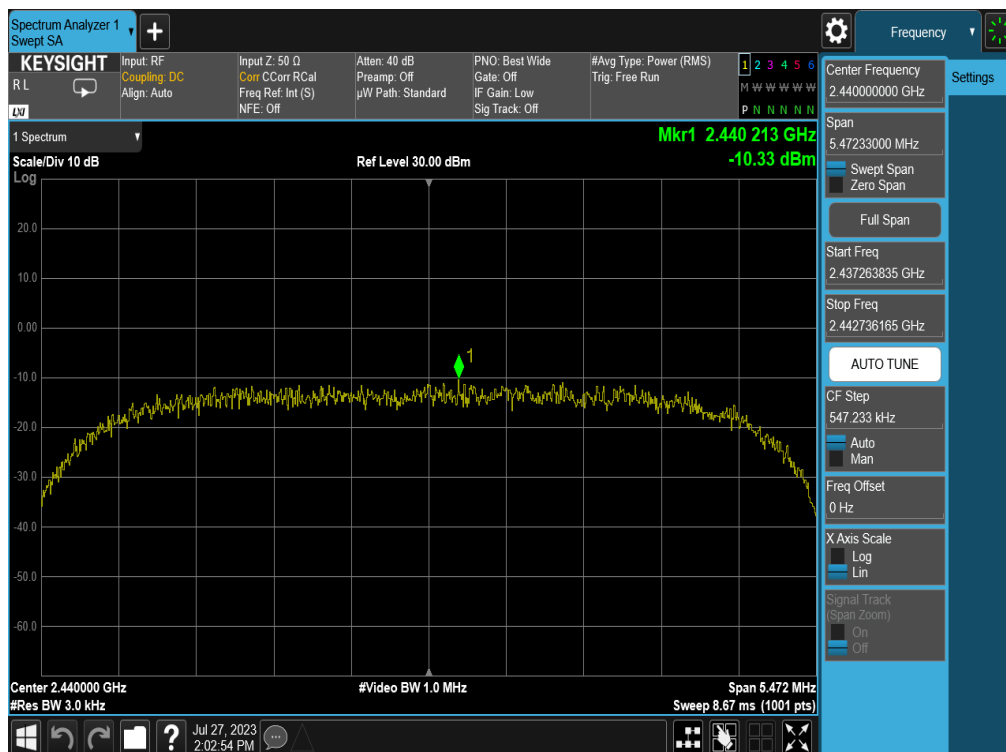 Spectrum Analyzer 1
Swept SA
+
Frequency
KEYSIGHT
R L
LXI
Input: RF
Coupling: DC
Align: Auto
Input Z: 50 Ω
Corr CCorr RCal
Freq Ref: Int (S)
NFE: Off
Atten: 40 dB
Preamp: Off
µW Path: Standard
PNO: Best Wide
Gate: Off
IF Gain: Low
Sig Track: Off
#Avg Type: Power (RMS)
Trig: Free Run
1 2 3 4 5 6
M W W W W W
P N N N N N
1 Spectrum
Scale/Div 10 dB
Log
Ref Level 30.00 dBm
Mkr1 2.440 213 GHz
-10.33 dBm
20.0
10.0
0.00
-10.0
-20.0
-30.0
-40.0
-50.0
-60.0
1
Center 2.440000 GHz
#Res BW 3.0 kHz
#Video BW 1.0 MHz
Span 5.472 MHz
Sweep 8.67 ms (1001 pts)
Center Frequency
2.440000000 GHz
Settings
Span
5.47233000 MHz
Swept Span
Zero Span
Full Span
Start Freq
2.437263835 GHz
Stop Freq
2.442736165 GHz
AUTO TUNE
CF Step
547.233 kHz
Auto
Man
Freq Offset
0 Hz
X Axis Scale
Log
Lin
Signal Track
(Span Zoom)
On
Off
?
Jul 27, 2023
2:02:54 PM